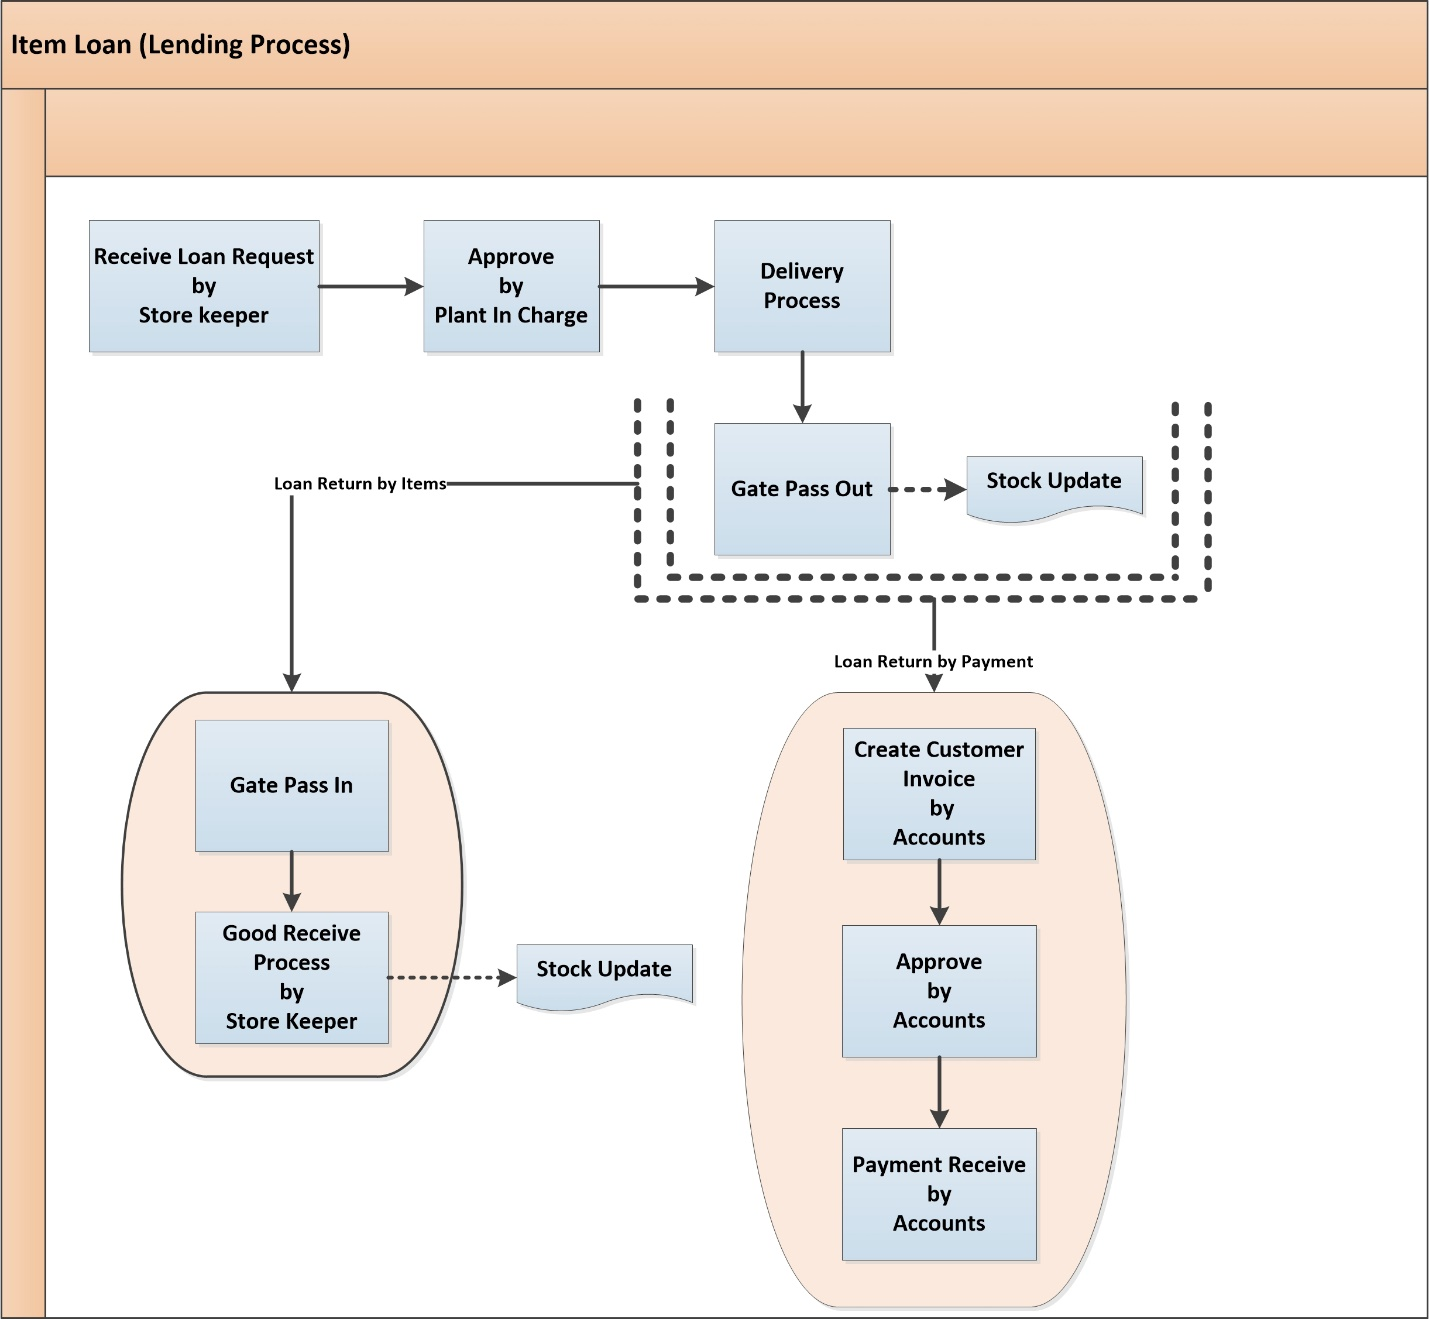 Item Loan (Lending Process)
Receive Loan Request
by
Store keeper
Approve
by
Plant In Charge
Delivery
Process
Gate Pass Out
Stock Update
Loan Return by Items
Loan Return by Payment
Gate Pass In
Good Receive
Process
by
Store Keeper
Stock Update
Create Customer
Invoice
by
Accounts
Approve
by
Accounts
Payment Receive
by
Accounts